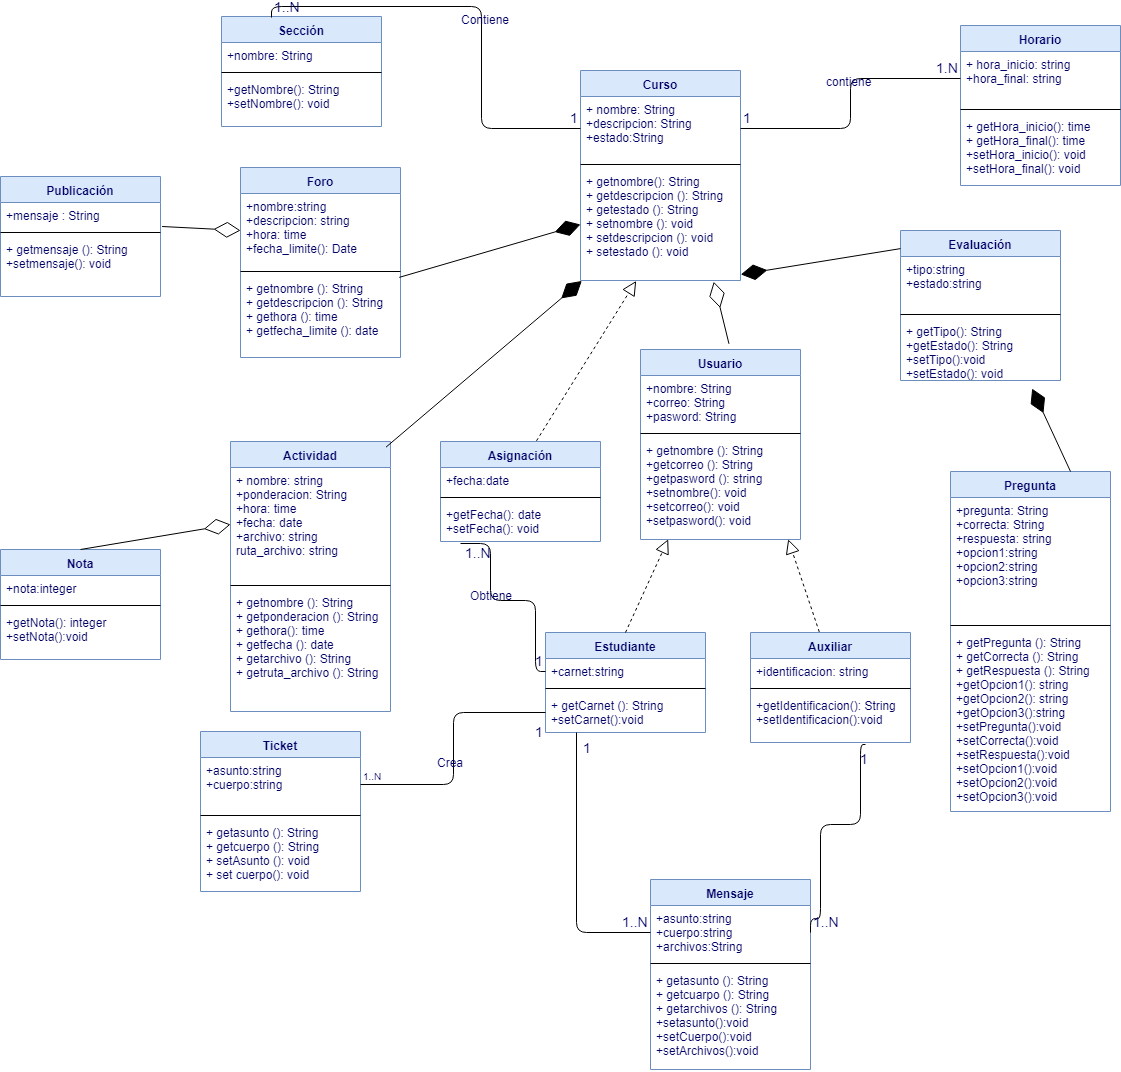 1..N
Contiene
Sección
+nombre: String
+getNombre(): String
+setNombre(): void
Horario
+ hora_inicio: string
+hora_final: string
+ getHora_inicio(): time
+ getHora_final(): time
+setHora_inicio(): void
+setHora_final(): void
1.N
contiene
Curso
+ nombre: String
+descripcion: String
+estado:String
+ getnombre(): String
+ getdescripcion (): String
+ getestado (): String
+ setnombre (): void
+ setdescripcion (): void
+ setestado (): void
1
1
Publicación
+mensaje : String
+ getmensaje (): String
+setmensaje(): void
Foro
+nombre:string
+descripcion: string
+hora: time
+fecha_limite(): Date
+ getnombre (): String
+ getdescripcion (): String
+ gethora (): time
+ getfecha_limite (): date
Evaluación
+tipo:string
+estado:string
+ getTipo(): String
+getEstado(): String
+setTipo():void
+setEstado(): void
Usuario
+nombre: String
+correo: String
+pasword: String
+ getnombre (): String
+getcorreo (): String
+getpasword (): string
+setnombre(): void
+setcorreo(): void
+setpasword(): void
Actividad
+ nombre: string
+ponderacion: String
+hora: time
+fecha: date
+archivo: string
ruta_archivo: string
+ getnombre (): String
+ getponderacion (): String
+ gethora(): time
+ getfecha (): date
+ getarchivo (): String
+ getruta_archivo (): String
Asignación
+fecha:date
+getFecha(): date
+setFecha(): void
1..N
Obtiene
1
Pregunta
+pregunta: String
+correcta: String
+respuesta: string
+opcion1:string
+opcion2:string
+opcion3:string
+ getPregunta (): String
+ getCorrecta (): String
+ getRespuesta (): String
+getOpcion1(): string
+getOpcion2(): string
+getOpcion3():string
+setPregunta():void
+setCorrecta():void
+setRespuesta():void
+setOpcion1():void
+setOpcion2():void
+setOpcion3():void
Nota
+nota:integer
+getNota(): integer
+setNota():void
Estudiante
+carnet:string
+ getCarnet (): String
+setCarnet():void
Auxiliar
+identificacion: string
+getIdentificacion(): String
+setIdentificacion():void
1
1
1
Crea
1..N
Ticket
+asunto:string
+cuerpo:string
+ getasunto (): String
+ getcuerpo (): String
+ setAsunto (): void
+ set cuerpo(): void
1..N
1..N
Mensaje
+asunto:string
+cuerpo:string
+archivos:String
+ getasunto (): String
+ getcuarpo (): String
+ getarchivos (): String
+setasunto():void
+setCuerpo():void
+setArchivos():void